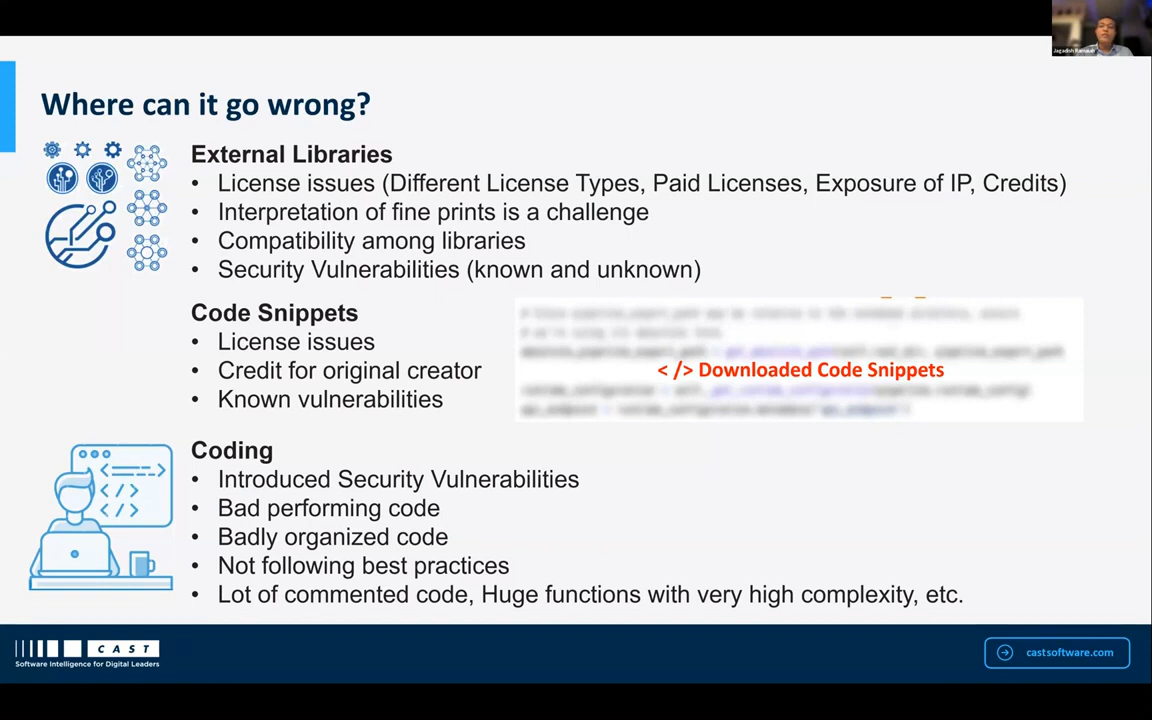 Where can it go wrong?
External Libraries
• License issues (Different License Types, Paid Licenses, Exposure of IP, Credits)
• Interpretation of fine prints is a challenge
• Compatibility among libraries
• Security Vulnerabilities (known and unknown)
Code Snippets
• License issues
• Credit for original creator
• Known vulnerabilities
< /> Downloaded Code Snippets
Coding
• Introduced Security Vulnerabilities
• Bad performing code
• Badly organized code
• Not following best practices
• Lot of commented code, Huge functions with very high complexity, etc.
CAST
Software Intelligence for Digital Leaders
castsoftware.com